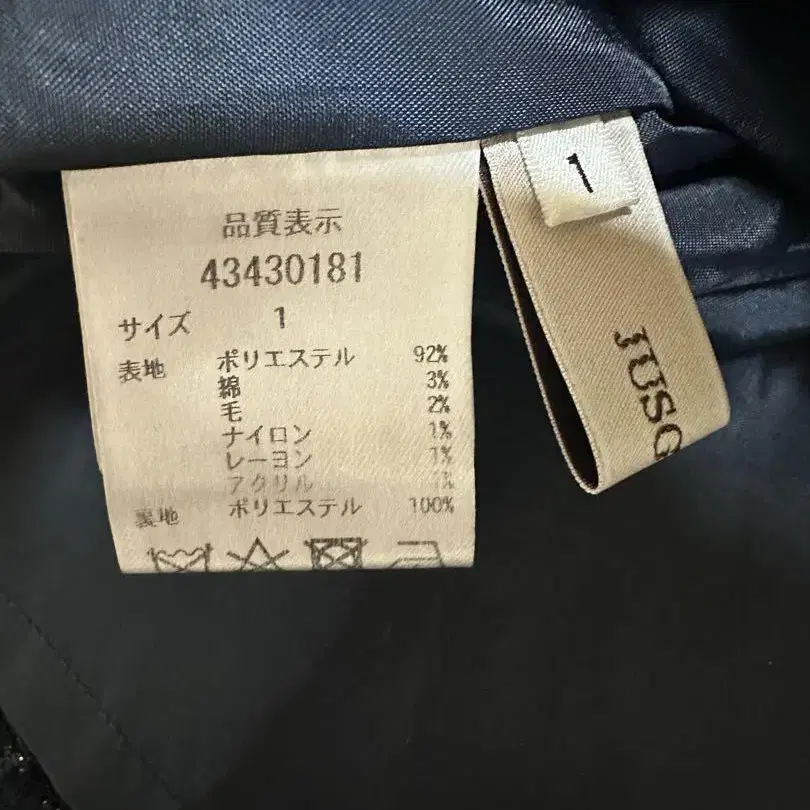 品質表示
43430181
サイズ 1
表地 ポリエステル 92%
綿 3%
毛 2%
ナイロン 1%
レーヨン 1%
アクリル 1%
裏地 ポリエステル 100%
1
JUSG